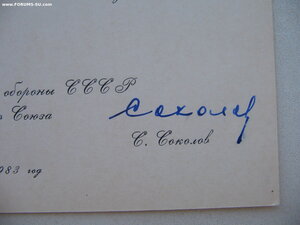 www.FORUMS-SU.com
обороны СССР
Союза
Соколов
С. Соколов
983 год